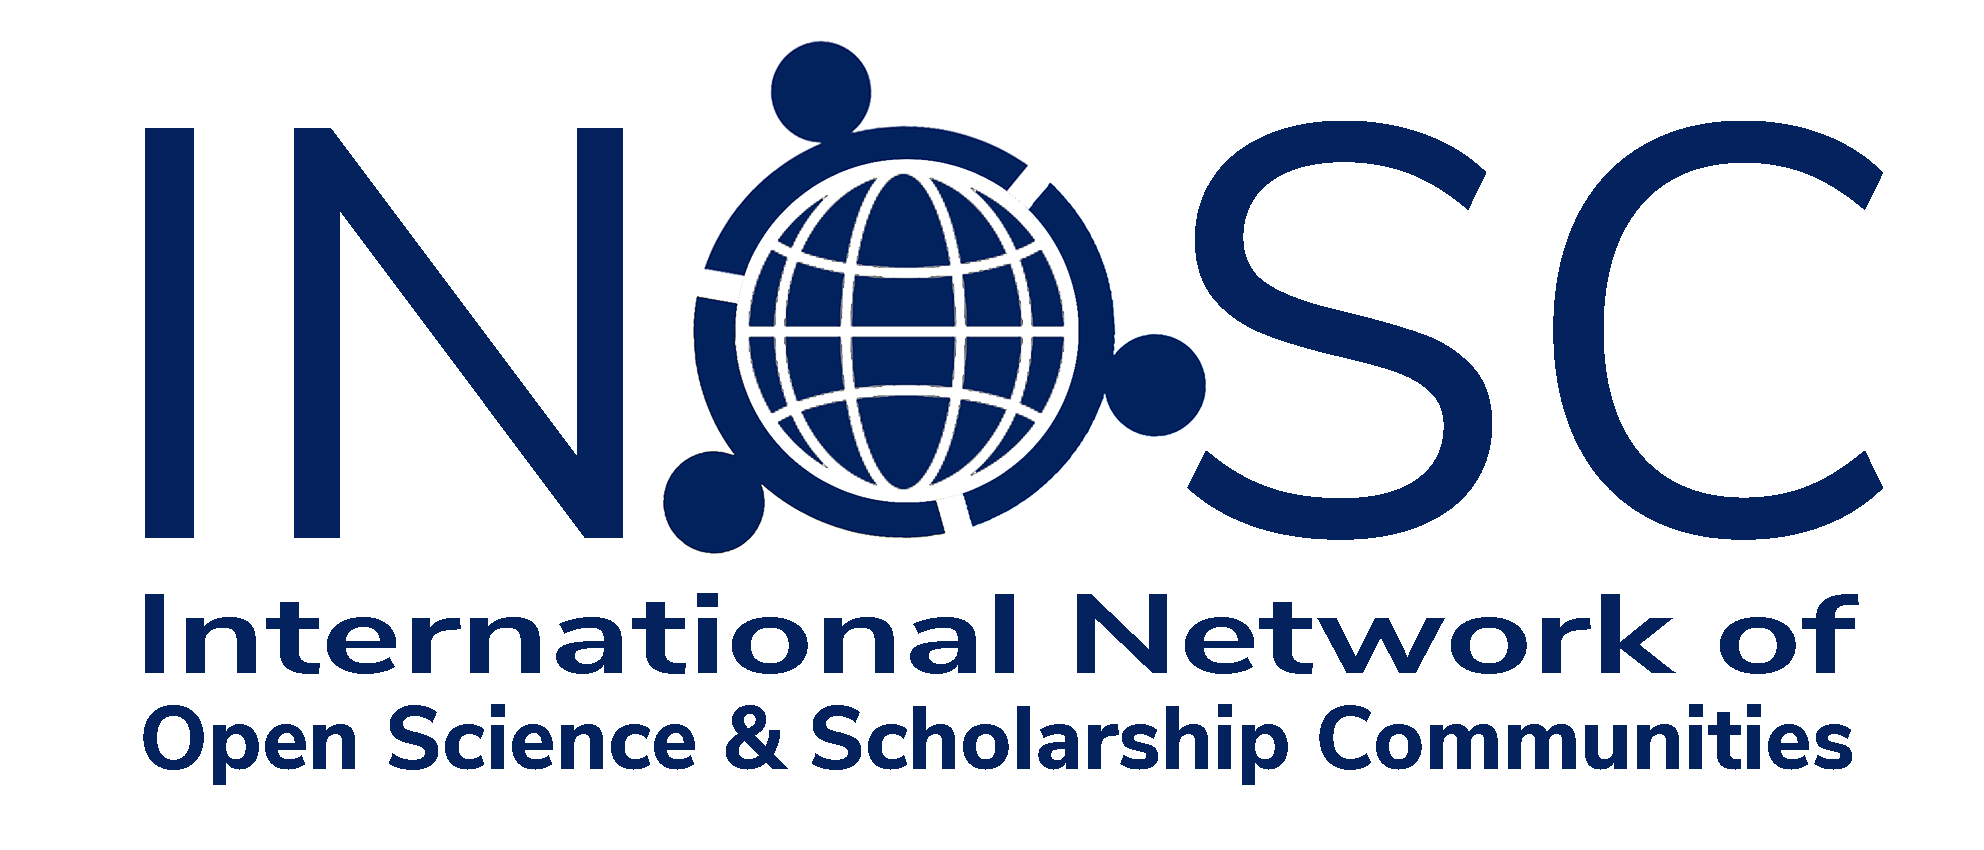 INOSC
International Network of
Open Science & Scholarship Communities